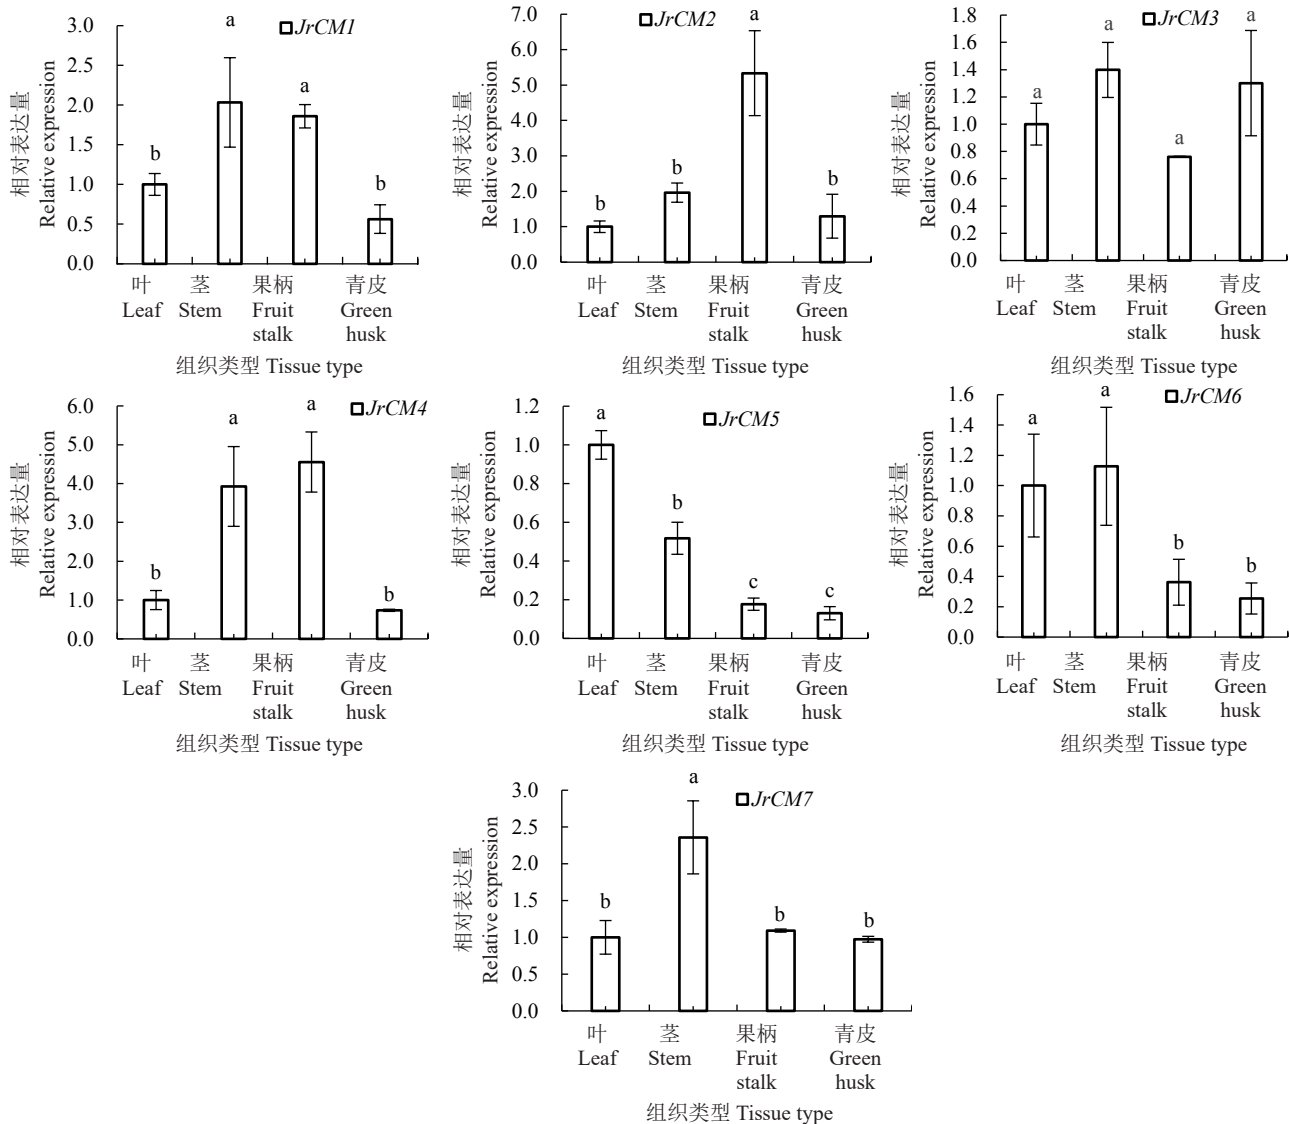 JrCM1
相对表达量
Relative expression
3.0
2.5
2.0
1.5
1.0
0.5
0.0
b
a
a
b
叶 茎 果柄 青皮
Leaf Stem Fruit Green
stalk husk
组织类型 Tissue type
JrCM2
相对表达量
Relative expression
7.0
6.0
5.0
4.0
3.0
2.0
1.0
0.0
b
b
a
b
叶 茎 果柄 青皮
Leaf Stem Fruit Green
stalk husk
组织类型 Tissue type
JrCM3
相对表达量
Relative expression
1.8
1.6
1.4
1.2
1.0
0.8
0.6
0.4
0.2
0.0
a
a
a
a
叶 茎 果柄 青皮
Leaf Stem Fruit Green
stalk husk
组织类型 Tissue type
JrCM4
相对表达量
Relative expression
6.0
5.0
4.0
3.0
2.0
1.0
0.0
b
a
a
b
叶 茎 果柄 青皮
Leaf Stem Fruit Green
stalk husk
组织类型 Tissue type
JrCM5
相对表达量
Relative expression
1.2
1.0
0.8
0.6
0.4
0.2
0.0
a
b
c
c
叶 茎 果柄 青皮
Leaf Stem Fruit Green
stalk husk
组织类型 Tissue type
JrCM6
相对表达量
Relative expression
1.6
1.4
1.2
1.0
0.8
0.6
0.4
0.2
0.0
a
a
b
b
叶 茎 果柄 青皮
Leaf Stem Fruit Green
stalk husk
组织类型 Tissue type
JrCM7
相对表达量
Relative expression
3.0
2.5
2.0
1.5
1.0
0.5
0.0
b
a
b
b
叶 茎 果柄 青皮
Leaf Stem Fruit Green
stalk husk
组织类型 Tissue type